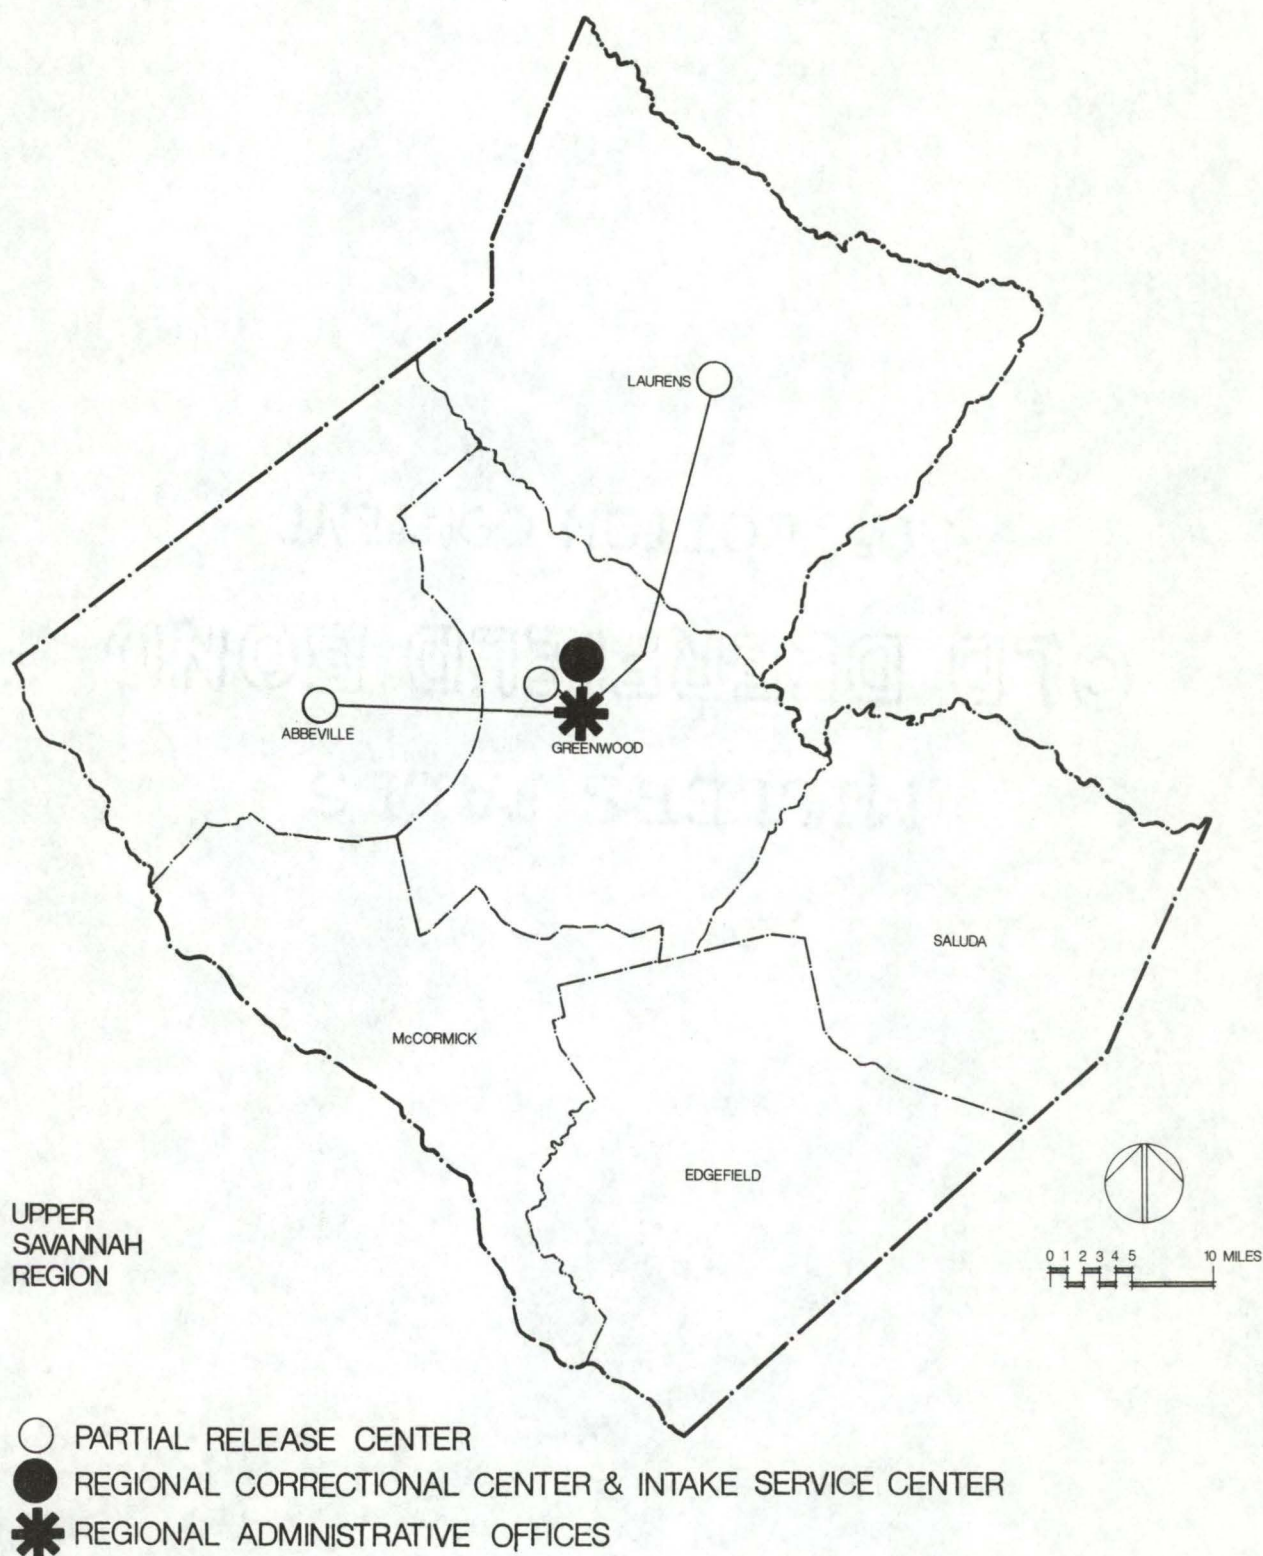 LAURENS
ABBEVILLE
GREENWOOD
SALUDA
McCORMICK
EDGEFIELD
UPPER
SAVANNAH
REGION
0 1 2 3 4 5 10 MILES
PARTIAL RELEASE CENTER
REGIONAL CORRECTIONAL CENTER & INTAKE SERVICE CENTER
REGIONAL ADMINISTRATIVE OFFICES